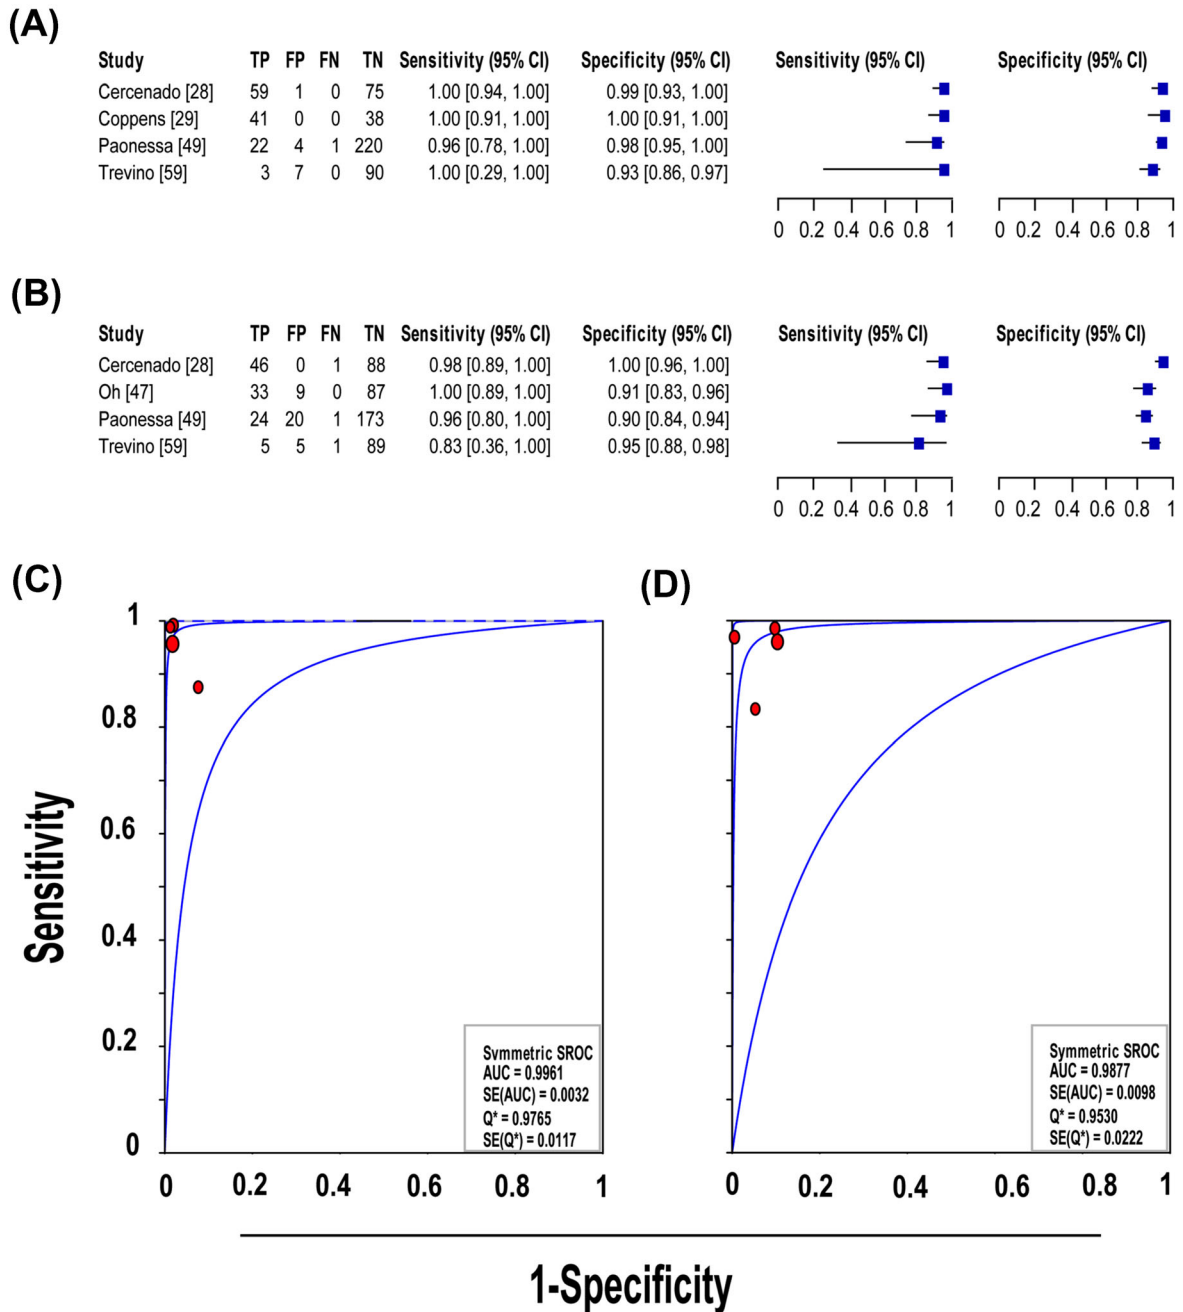 (A)
Study TP FP FN TN Sensitivity (95% CI) Specificity (95% CI) Sensitivity (95% CI) Specificity (95% CI)
Cercenado [28] 59 1 0 75 1.00 [0.94, 1.00] 0.99 [0.93, 1.00]
Coppens [29] 41 0 0 38 1.00 [0.91, 1.00] 1.00 [0.91, 1.00]
Paonessa [49] 22 4 1 220 0.96 [0.78, 1.00] 0.98 [0.95, 1.00]
Trevino [59] 3 7 0 90 1.00 [0.29, 1.00] 0.93 [0.86, 0.97]
0 0.2 0.4 0.6 0.8 1 0 0.2 0.4 0.6 0.8 1
(B)
Study TP FP FN TN Sensitivity (95% CI) Specificity (95% CI) Sensitivity (95% CI) Specificity (95% CI)
Cercenado [28] 46 0 1 88 0.98 [0.89, 1.00] 1.00 [0.96, 1.00]
Oh [47] 33 9 0 87 1.00 [0.89, 1.00] 0.91 [0.83, 0.96]
Paonessa [49] 24 20 1 173 0.96 [0.80, 1.00] 0.90 [0.84, 0.94]
Trevino [59] 5 5 1 89 0.83 [0.36, 1.00] 0.95 [0.88, 0.98]
0 0.2 0.4 0.6 0.8 1 0 0.2 0.4 0.6 0.8 1
(C)
1
0.8
0.6
0.4
0.2
0
Sensitivity
Symmetric SROC
AUC = 0.9961
SE(AUC) = 0.0032
Q* = 0.9765
SE(Q*) = 0.0117
0 0.2 0.4 0.6 0.8 1
(D)
Symmetric SROC
AUC = 0.9877
SE(AUC) = 0.0098
Q* = 0.9530
SE(Q*) = 0.0222
0 0.2 0.4 0.6 0.8 1
1-Specificity